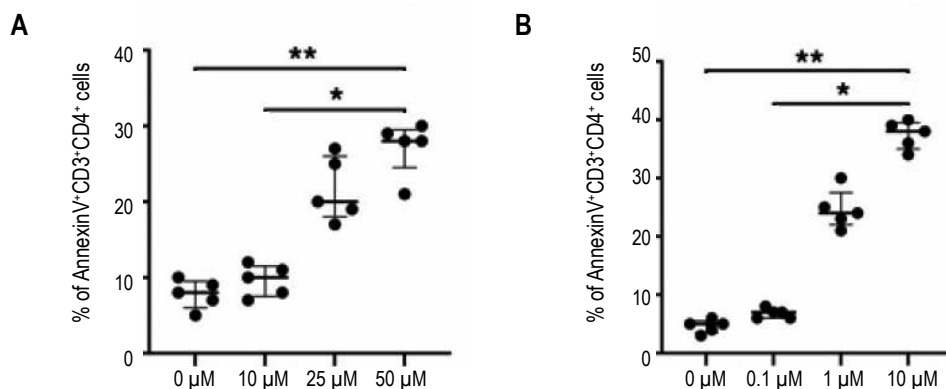 A
% of AnnexinV⁺CD3⁺CD4⁺ cells
40
30
20
10
0
**
*
0 µM
10 µM
25 µM
50 µM
B
% of AnnexinV⁺CD3⁺CD4⁺ cells
50
40
30
20
10
0
**
*
0 µM
0.1 µM
1 µM
10 µM